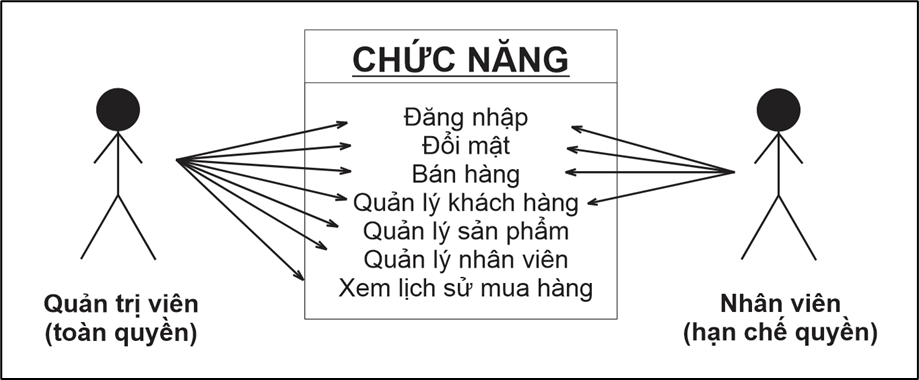 CHỨC NĂNG
Đăng nhập
Đổi mật
Bán hàng
Quản lý khách hàng
Quản lý sản phẩm
Quản lý nhân viên
Xem lịch sử mua hàng
Quản trị viên
(toàn quyền)
Nhân viên
(hạn chế quyền)